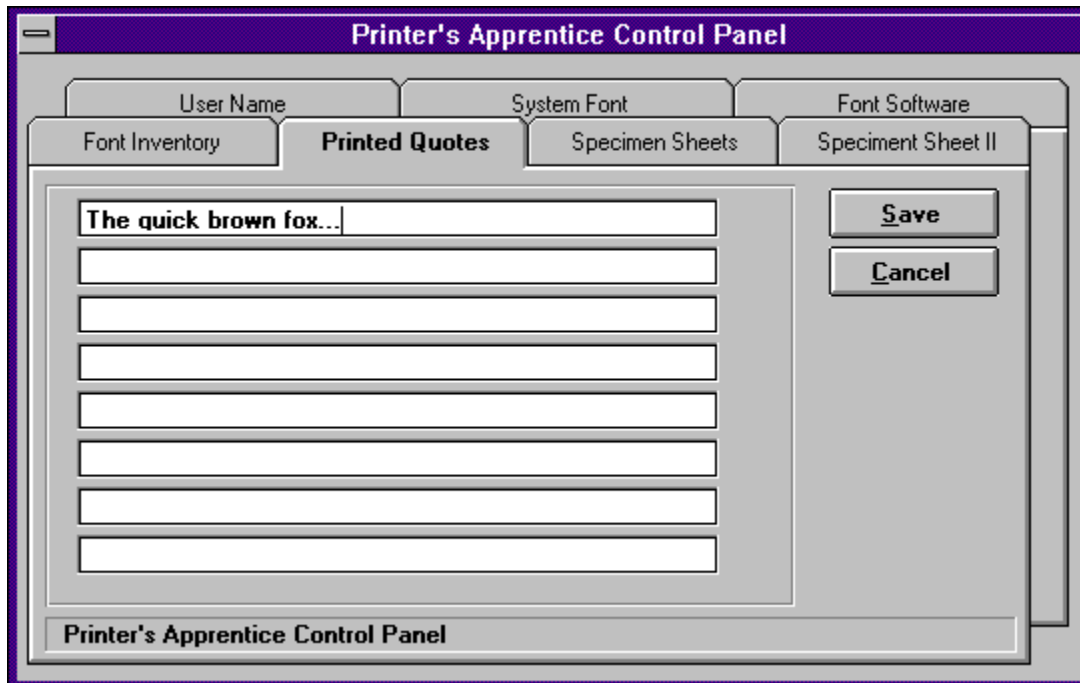 Printer's Apprentice Control Panel
User Name System Font Font Software
Font Inventory Printed Quotes Specimen Sheets Speciment Sheet II
The quick brown fox...
Save
Cancel
Printer's Apprentice Control Panel